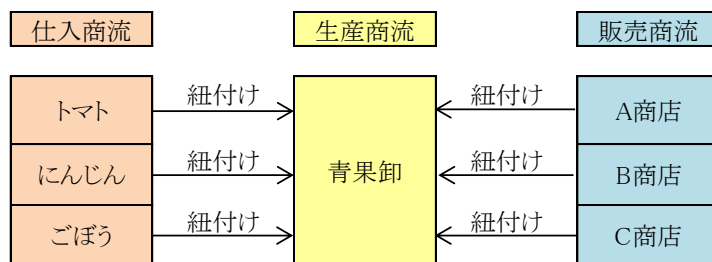 仕入商流 生産商流 販売商流
トマト 紐付け 紐付け A商店
にんじん 紐付け 青果卸 紐付け B商店
ごぼう 紐付け 紐付け C商店